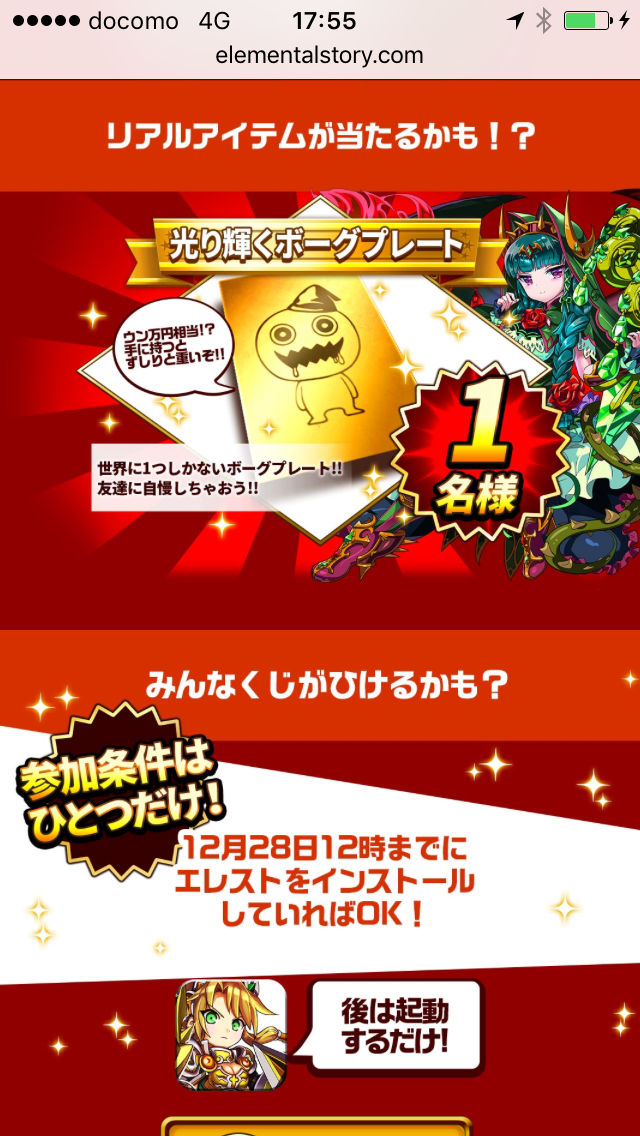 docomo 4G 17:55
elementalstory.com
リアルアイテムが当たるかも！？
光り輝くボーグプレート
ウン万円相当!?
手に持つと
ずしりと重いぞ!!
1
名様
世界に1つしかないボーグプレート!!
友達に自慢しちゃおう!!
みんなくじがひけるかも？
参加条件は
ひとつだけ！
12月28日12時までに
エレストをインストール
していればOK！
後は起動
するだけ!